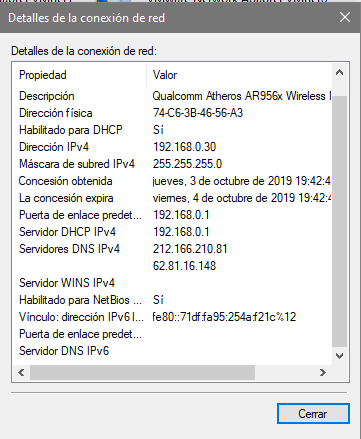 Detalles de la conexión de red
Detalles de la conexión de red:
Propiedad Valor
Descripción Qualcomm Atheros AR956x Wireless
Dirección física 74-C6-3B-46-56-A3
Habilitado para DHCP Sí
Dirección IPv4 192.168.0.30
Máscara de subred IPv4 255.255.255.0
Concesión obtenida jueves, 3 de octubre de 2019 19:42:4
La concesión expira viernes, 4 de octubre de 2019 19:42:4
Puerta de enlace predet... 192.168.0.1
Servidor DHCP IPv4 192.168.0.1
Servidores DNS IPv4 212.166.210.81
62.81.16.148
Servidor WINS IPv4
Habilitado para NetBios ... Sí
Vínculo: dirección IPv6 l... fe80::71df:fa95:254a:f21c%12
Puerta de enlace predet...
Servidor DNS IPv6
Cerrar